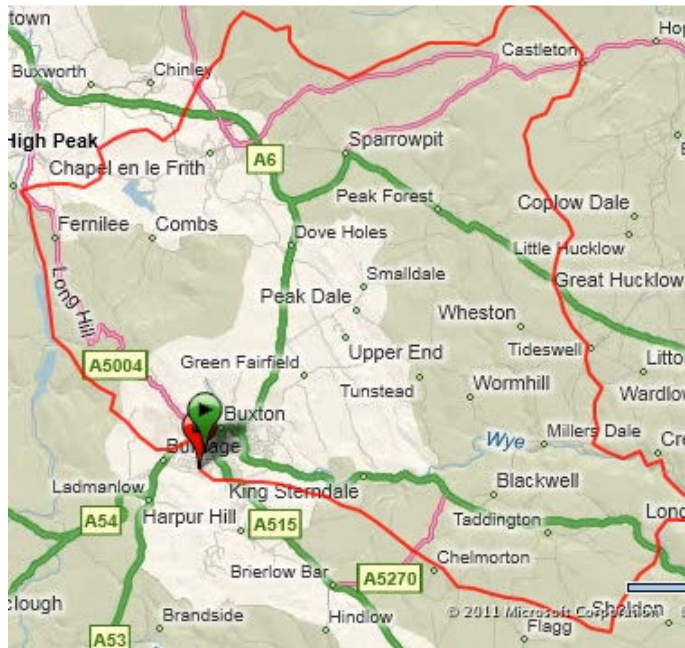 town
Castleton
Hop
Buxworth
Chinley
High Peak
A6
Sparrowpit
Chapel en le Frith
Peak Forest
Coplow Dale
Fernilee
Combs
Dove Holes
Little Hucklow
Smalldale
Great Hucklow
Long Hill
Peak Dale
Wheston
Upper End
Tideswell
A5004
Green Fairfield
Litto
Tunstead
Wormhill
Wardlow
Buxton
Wye
Millers Dale
Cre
Ladmanlow
King Sterndale
Blackwell
Lond
A54
Harpur Hill
A515
Taddington
Chelmorton
Brierlow Bar
A5270
clough
© 2011 Microsoft Corporation
Sheldon
Brandside
Hindlow
Flagg
A53